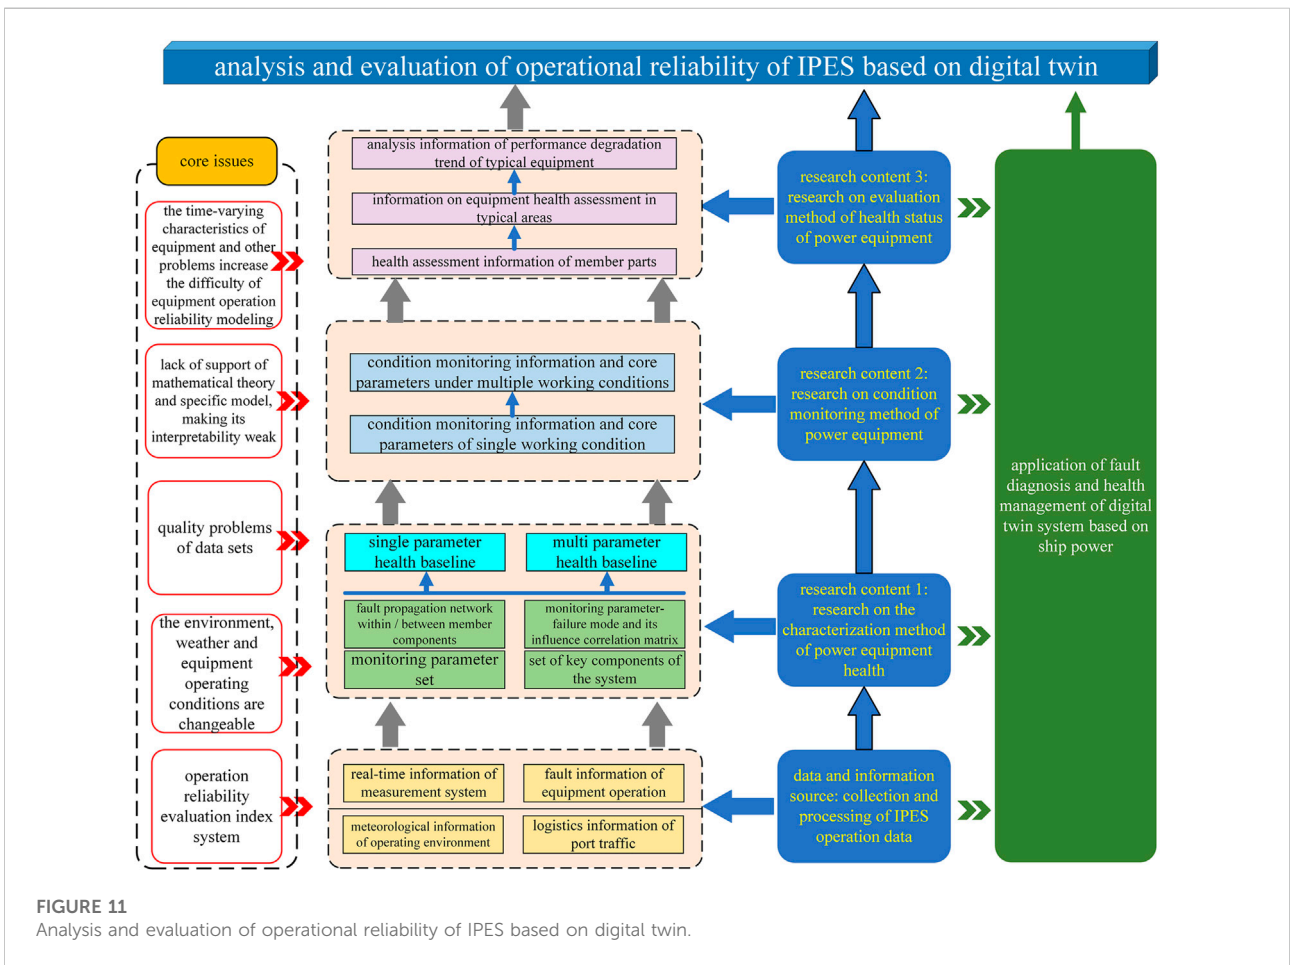 analysis and evaluation of operational reliability of IPES based on digital twin
core issues
the time-varying
characteristics of
equipment and other
problems increase
the difficulty of
equipment operation
reliability modeling
lack of support of
mathematical theory
and specific model,
making its
interpretability weak
quality problems
of data sets
the environment,
weather and
equipment
operating
conditions are
changeable
operation
reliability
evaluation index
system
analysis information of performance degradation
trend of typical equipment
information on equipment health assessment in
typical areas
health assessment information of member parts
condition monitoring information and core
parameters under multiple working conditions
condition monitoring information and core
parameters of single working condition
single parameter
health baseline
multi parameter
health baseline
fault propagation network
within / between member
components
monitoring parameter-
failure mode and its
influence correlation matrix
monitoring parameter
set
set of key components of
the system
real-time information of
measurement system
fault information of
equipment operation
meteorological information
of operating environment
logistics information of
port traffic
research content 3:
research on evaluation
method of health status
of power equipment
research content 2:
research on condition
monitoring method of
power equipment
research content 1:
research on the
characterization method
of power equipment
health
data and information
source: collection and
processing of IPES
operation data
application of fault
diagnosis and health
management of digital
twin system based on
ship power
FIGURE 11
Analysis and evaluation of operational reliability of IPES based on digital twin.